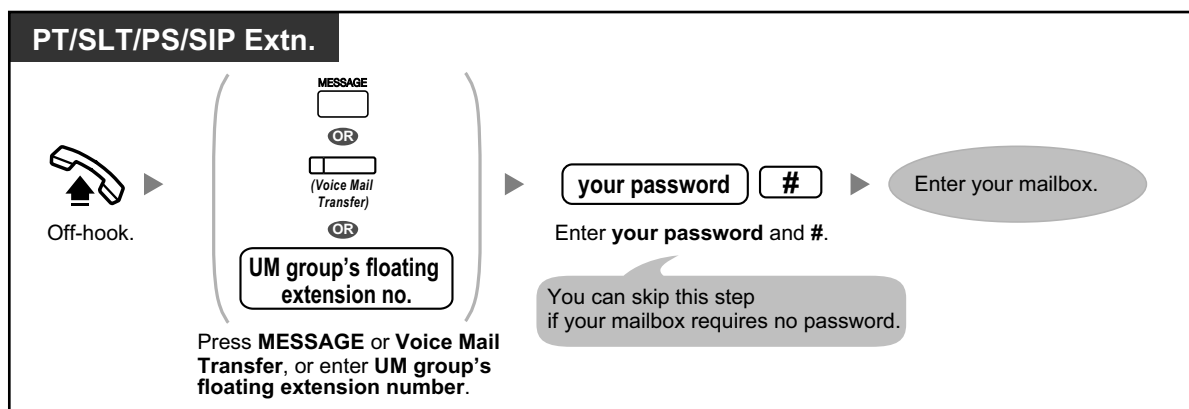 PT/SLT/PS/SIP Extn.
Off-hook.
MESSAGE
OR
(Voice Mail
Transfer)
OR
UM group's floating
extension no.
Press MESSAGE or Voice Mail
Transfer, or enter UM group's
floating extension number.
your password #
Enter your password and #.
You can skip this step
if your mailbox requires no password.
Enter your mailbox.